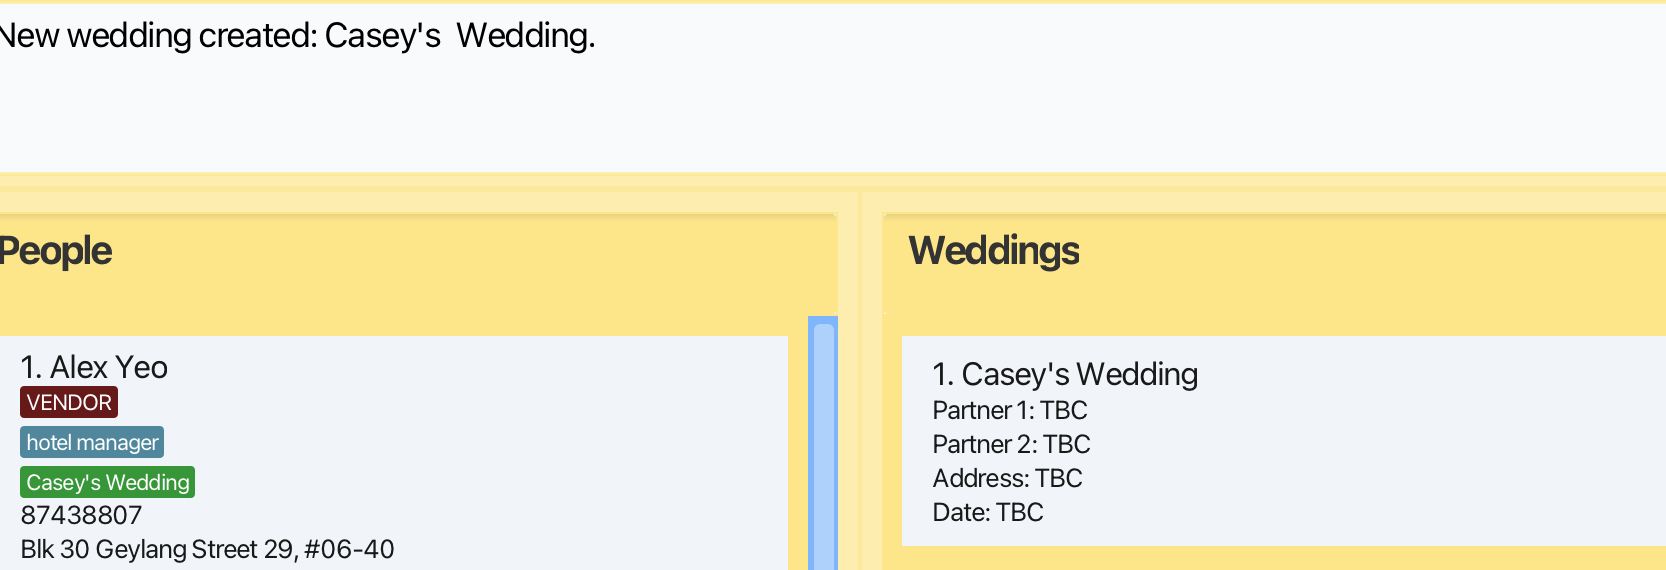 New wedding created: Casey's  Wedding.
People
1. Alex Yeo
VENDOR
hotel manager
Casey's Wedding
87438807
Blk 30 Geylang Street 29, #06-40
Weddings
1. Casey's Wedding
Partner 1: TBC
Partner 2: TBC
Address: TBC
Date: TBC